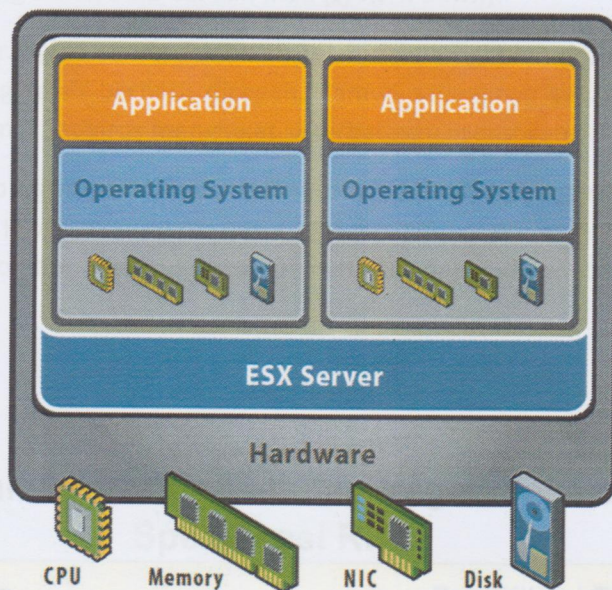 Application Application
Operating System Operating System
ESX Server
Hardware
CPU Memory NIC Disk